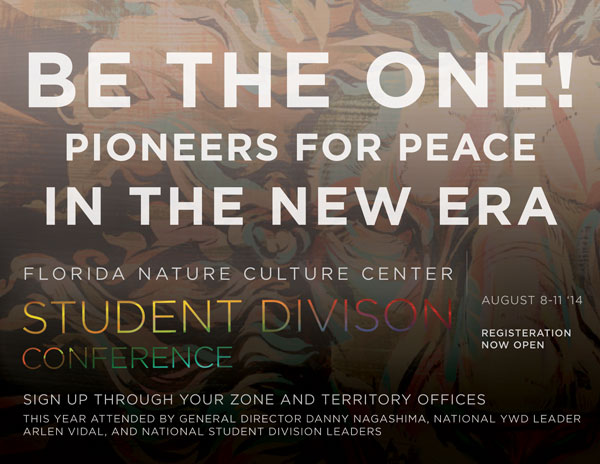 BE THE ONE!
PIONEERS FOR PEACE
IN THE NEW ERA
FLORIDA NATURE CULTURE CENTER
STUDENT DIVISON
CONFERENCE
AUGUST 8-11 '14
REGISTERATION
NOW OPEN
SIGN UP THROUGH YOUR ZONE AND TERRITORY OFFICES
THIS YEAR ATTENDED BY GENERAL DIRECTOR DANNY NAGASHIMA, NATIONAL YWD LEADER
ARLEN VIDAL, AND NATIONAL STUDENT DIVISION LEADERS